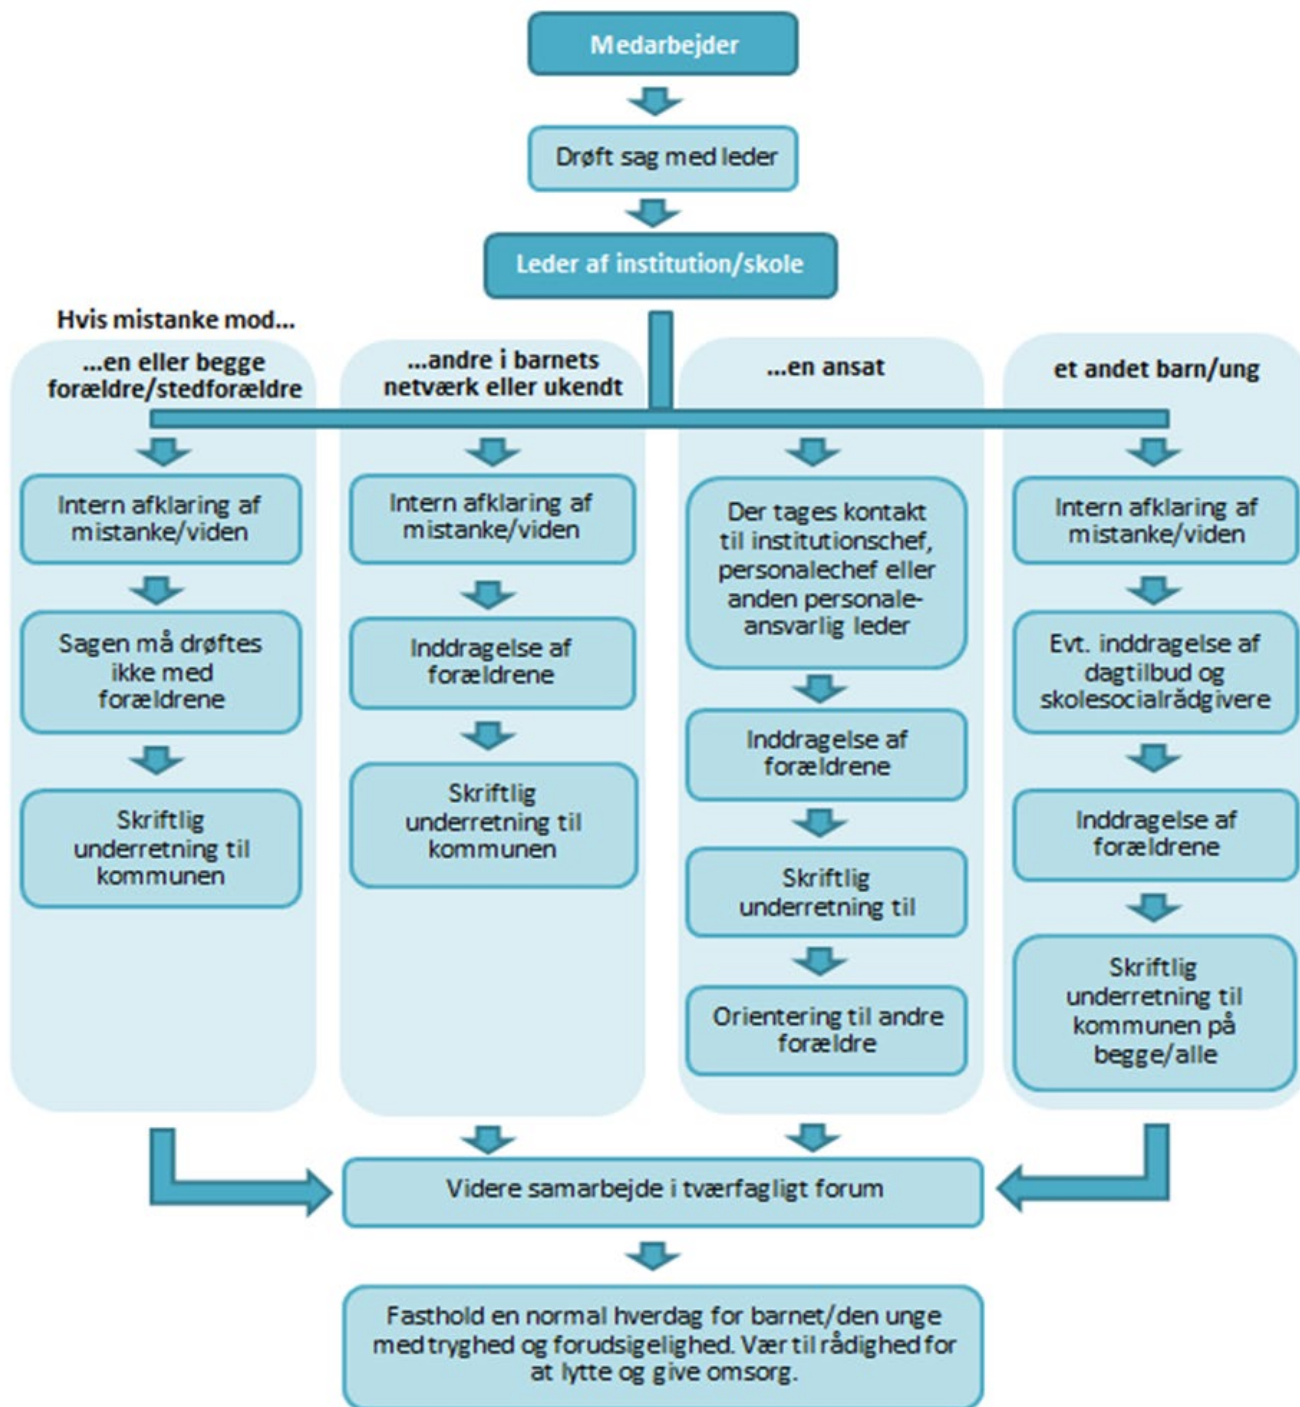 Medarbejder
Drøft sag med leder
Leder af institution/skole
Hvis mistanke mod...
...en eller begge
forældre/stedforældre
Intern afklaring af
mistanke/viden
Sagen må drøftes
ikke med
forældrene
Skriftlig
underretning til
kommunen
...andre i barnets
netværk eller ukendt
Intern afklaring af
mistanke/viden
Inddragelse af
forældrene
Skriftlig
underretning til
kommunen
...en ansat
Der tages kontakt
til institutionschef,
personalechef eller
anden personale-
ansvarlig leder
Inddragelse af
forældrene
Skriftlig
underretning til
Orientering til andre
forældre
et andet barn/ung
Intern afklaring af
mistanke/viden
Evt. inddragelse af
dagtilbud og
skolesocialrådgivere
Inddragelse af
forældrene
Skriftlig
underretning til
kommunen på
begge/alle
Videre samarbejde i tværfagligt forum
Fasthold en normal hverdag for barnet/den unge
med tryghed og forudsigelighed. Vær til rådighed for
at lytte og give omsorg.